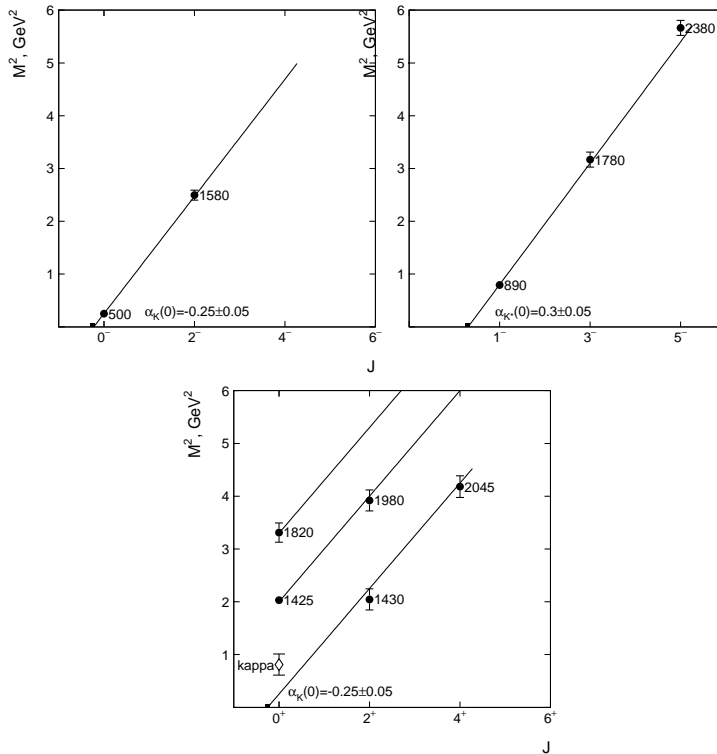 M², GeV²
6
5
4
3
2
1
1580
500
α_K(0)=-0.25±0.05
0⁻ 2⁻ 4⁻ 6⁻
J
M², GeV²
6
5
4
3
2
1
2380
1780
890
α_K*(0)=0.3±0.05
1⁻ 3⁻ 5⁻
J
M², GeV²
6
5
4
3
2
1
2045
1980
1820
1425
1430
kappa
α_K(0)=-0.25±0.05
0⁺ 2⁺ 4⁺ 6⁺
J